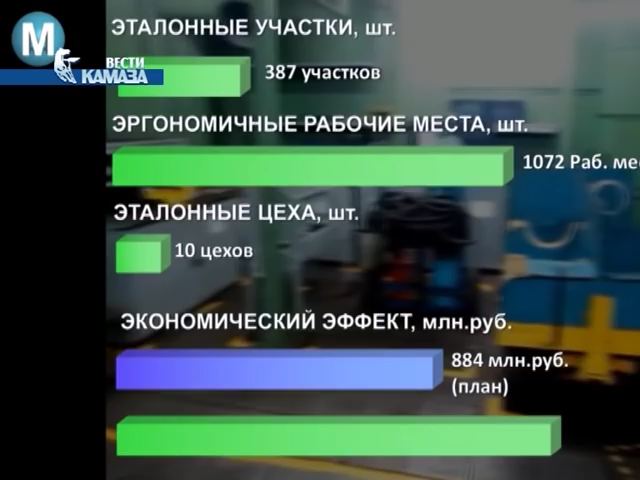 М
ВЕСТИ
КАМАЗА
ЭТАЛОННЫЕ УЧАСТКИ, шт.
387 участков
ЭРГОНОМИЧНЫЕ РАБОЧИЕ МЕСТА, шт.
1072 Раб. ме
ЭТАЛОННЫЕ ЦЕХА, шт.
10 цехов
ЭКОНОМИЧЕСКИЙ ЭФФЕКТ, млн.руб.
884 млн.руб.
(план)